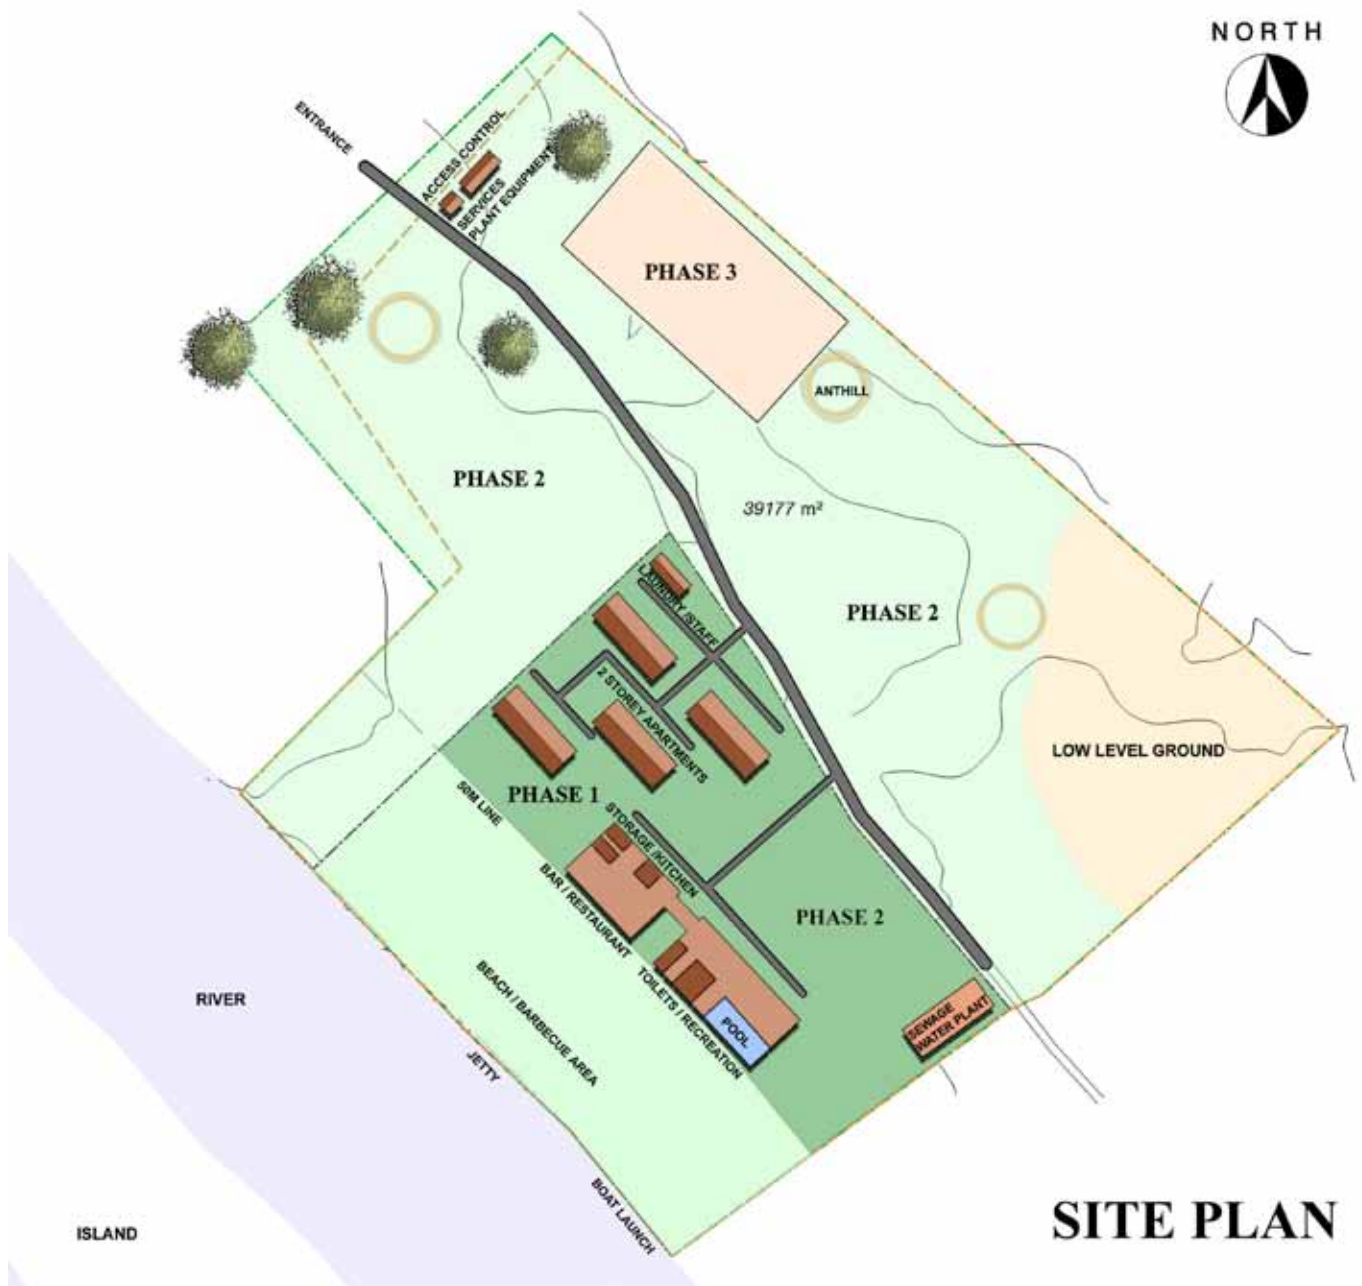 NORTH
ENTRANCE
ACCESS CONTROL
SERVICES
PLANT EQUIPMENT
PHASE 3
ANTHILL
PHASE 2
39177 m²
LAUNDRY /STAFF
PHASE 2
2 STOREY APARTMENTS
LOW LEVEL GROUND
PHASE 1
50M LINE
STORAGE /KITCHEN
BAR / RESTAURANT
PHASE 2
TOILETS / RECREATION
POOL
SEWAGE
WATER PLANT
RIVER
BEACH / BARBECUE AREA
JETTY
BOAT LAUNCH
ISLAND
SITE PLAN